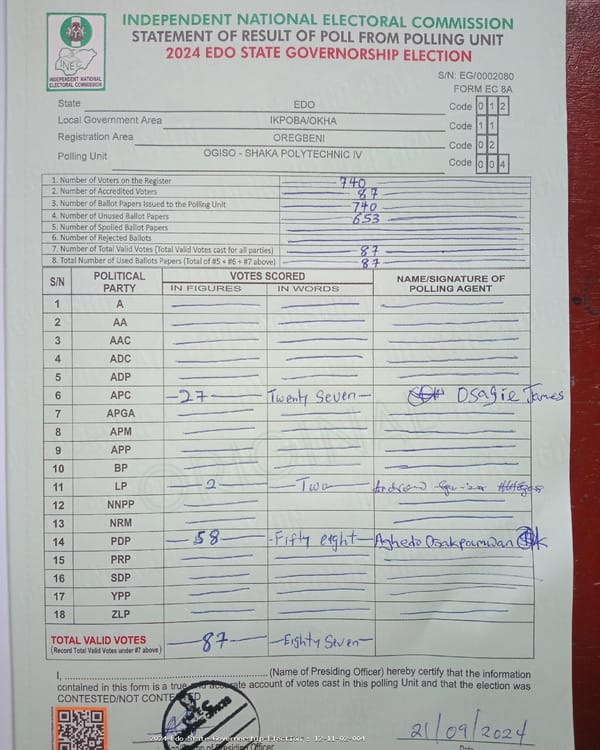 INDEPENDENT NATIONAL ELECTORAL COMMISSION
STATEMENT OF RESULT OF POLL FROM POLLING UNIT
2024 EDO STATE GOVERNORSHIP ELECTION
INEC
INDEPENDENT NATIONAL
ELECTORAL COMMISSION
S/N: EG/0002080
FORM EC 8A
State EDO Code 0 1 2
Local Government Area IKPOBA/OKHA Code 1 1
Registration Area OREGBENI Code 0 2
Polling Unit OGISO - SHAKA POLYTECHNIC IV Code 0 0 4
1. Number of Voters on the Register 740
2. Number of Accredited Voters 87
3. Number of Ballot Papers Issued to the Polling Unit 740
4. Number of Unused Ballot Papers 653
5. Number of Spoiled Ballot Papers
6. Number of Rejected Ballots
7. Number of Total Valid Votes (Total Valid Votes cast for all parties) 87
8. Total Number of Used Ballots Papers (Total of #5 + #6 + #7 above) 87
S/N POLITICAL PARTY VOTES SCORED NAME/SIGNATURE OF POLLING AGENT
IN FIGURES IN WORDS
1 A
2 AA
3 AAC
4 ADC
5 ADP
6 APC 27 Twenty Seven Osagie James
7 APGA
8 APM
9 APP
10 BP
11 LP 2 Two
12 NNPP
13 NRM
14 PDP 58 Fifty eight Aghedo Osakpamwan
15 PRP
16 SDP
17 YPP
18 ZLP
TOTAL VALID VOTES 87 Eighty Seven
(Record Total Valid Votes under #7 above)
I, (Name of Presiding Officer) hereby certify that the information
contained in this form is a true and accurate account of votes cast in this polling Unit and that the election was
CONTESTED/NOT CONTESTED
21/09/2024
2024 Edo State Governorship Election - 12-11-02-004
Date